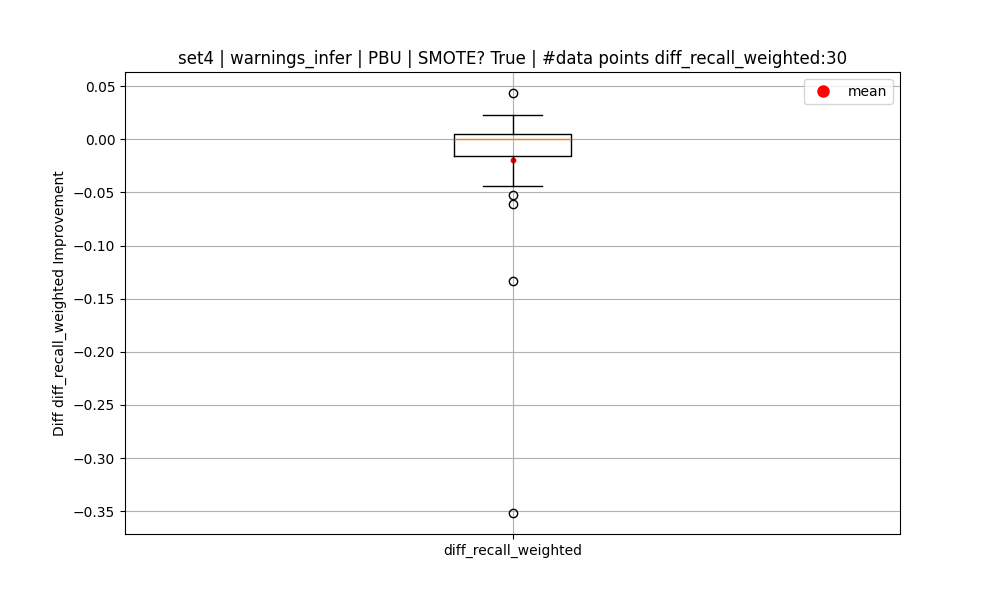 set4 | warnings_infer | PBU | SMOTE? True | #data points diff_recall_weighted:30
mean
Diff diff_recall_weighted Improvement
0.05
0.00
−0.05
−0.10
−0.15
−0.20
−0.25
−0.30
−0.35
diff_recall_weighted